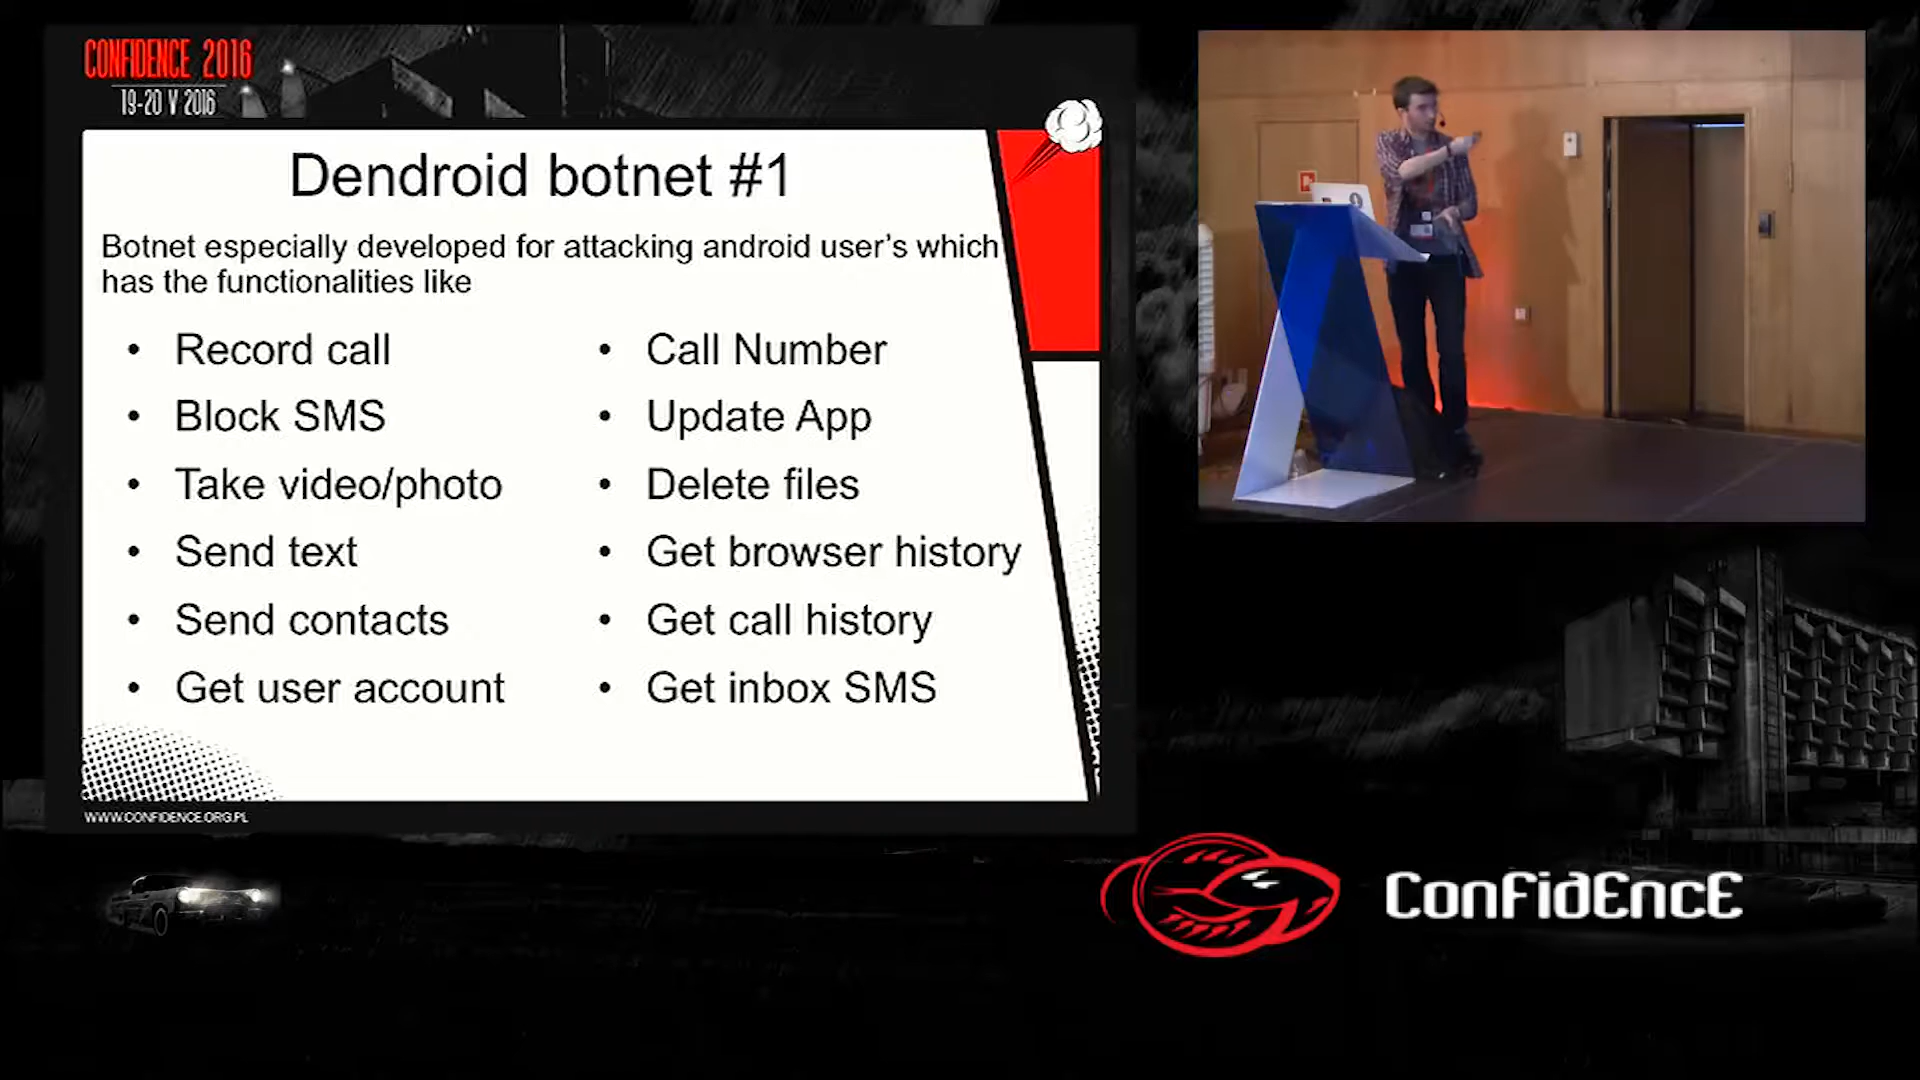 CONFIDENCE 2016
19-20 V 2016
Dendroid botnet #1
Botnet especially developed for attacking android user’s which
has the functionalities like
• Record call
• Block SMS
• Take video/photo
• Send text
• Send contacts
• Get user account
• Call Number
• Update App
• Delete files
• Get browser history
• Get call history
• Get inbox SMS
WWW.CONFIDENCE.ORG.PL
ConFidEncE